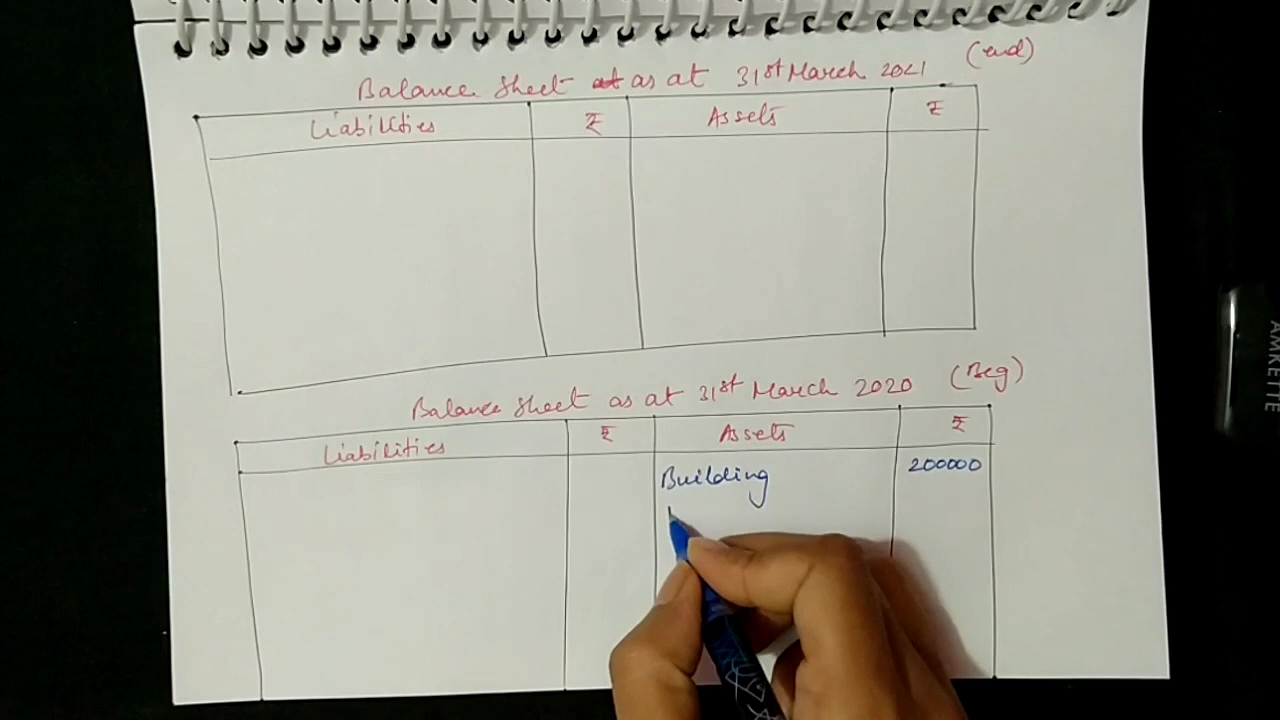 (end)
Balance Sheet at as at 31st March 2021
Liabilities ₹ Assets ₹
Balance Sheet as at 31st March 2020 (Beg)
Liabilities ₹ Assets ₹
Building 200000
AMKETTE